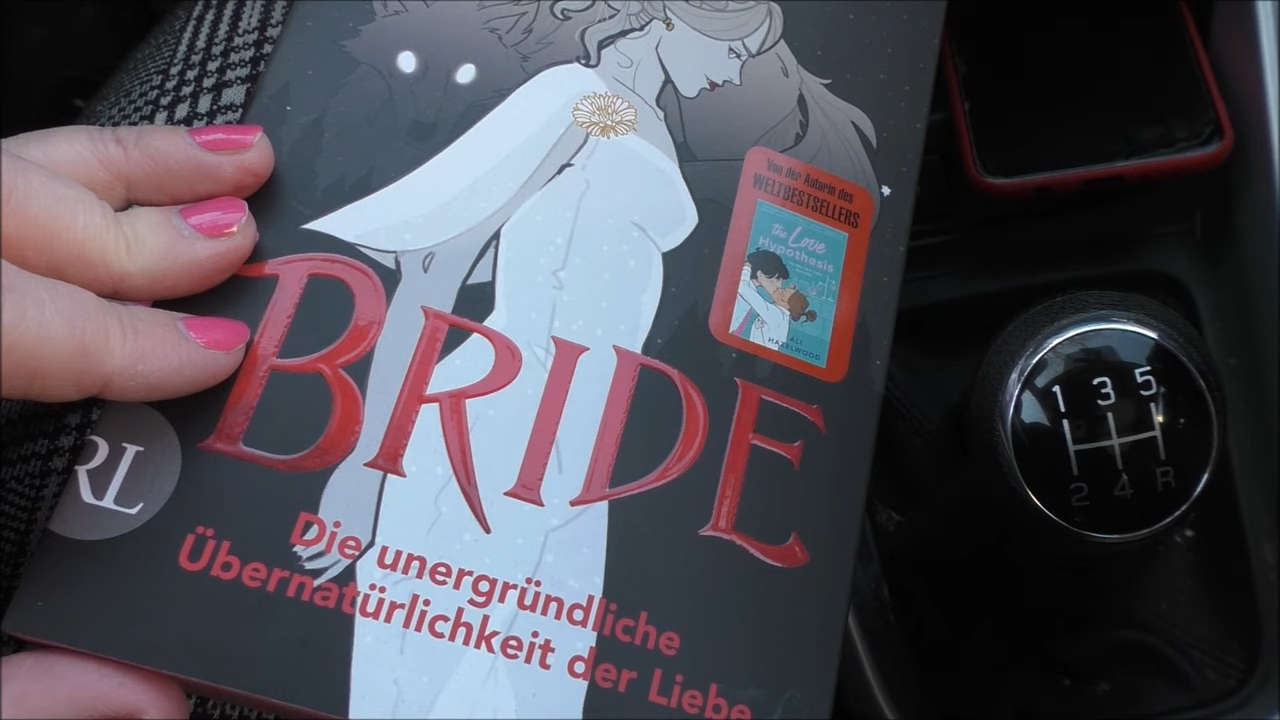 Von der Autorin des
WELTBESTSELLERS
the Love
Hypothesis
ALI
HAZELWOOD
BRIDE
RL
Die unergründliche
Übernatürlichkeit der Liebe
1 3 5
2 4 R